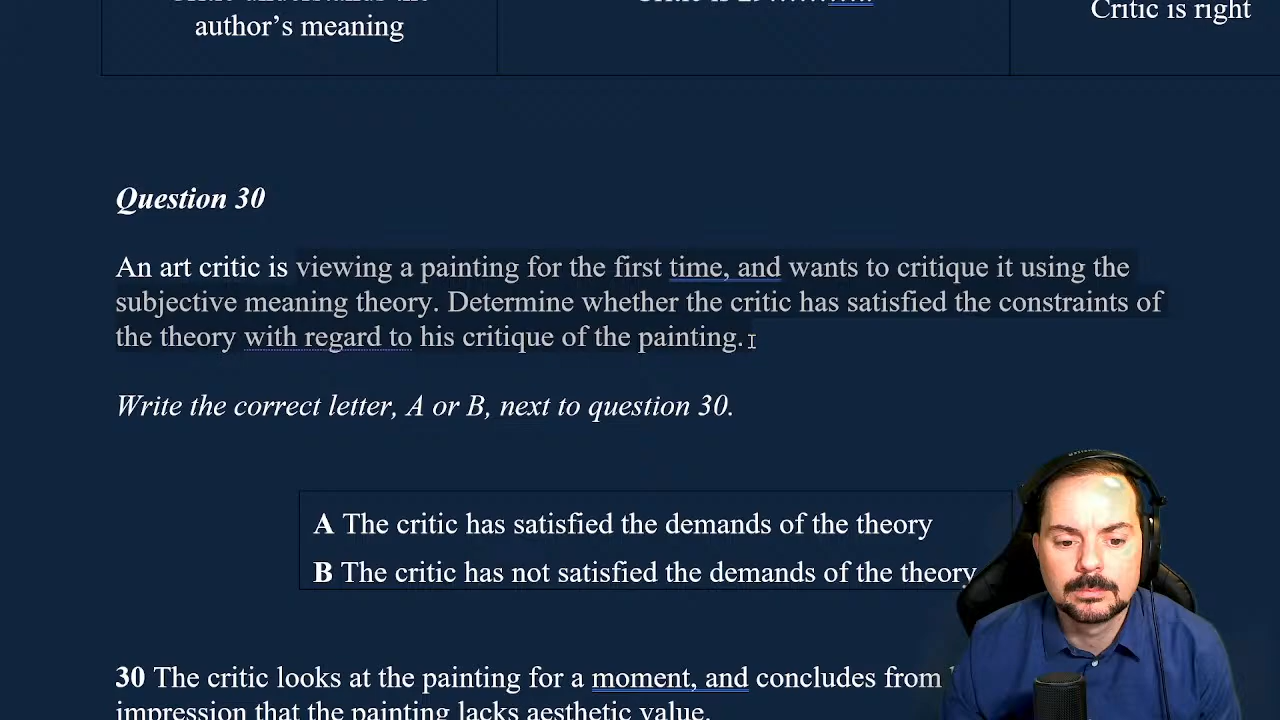 author's meaning
Critic is right
Question 30
An art critic is viewing a painting for the first time, and wants to critique it using the
subjective meaning theory. Determine whether the critic has satisfied the constraints of
the theory with regard to his critique of the painting.
Write the correct letter, A or B, next to question 30.
A The critic has satisfied the demands of the theory
B The critic has not satisfied the demands of the theory
30 The critic looks at the painting for a moment, and concludes from
impression that the painting lacks aesthetic value.